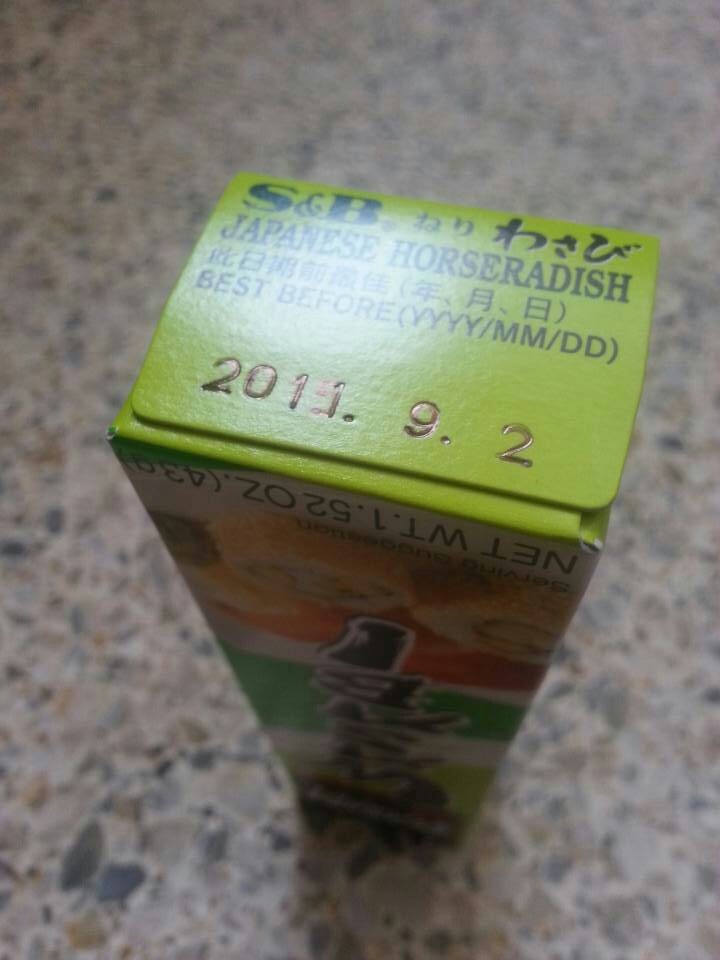 S&B® ねり わさび
JAPANESE HORSERADISH
此日期前最佳(年、月、日)
BEST BEFORE(YYYY/MM/DD)
9. 2
NET WT.1.52OZ.(43g)
Serving suggestion